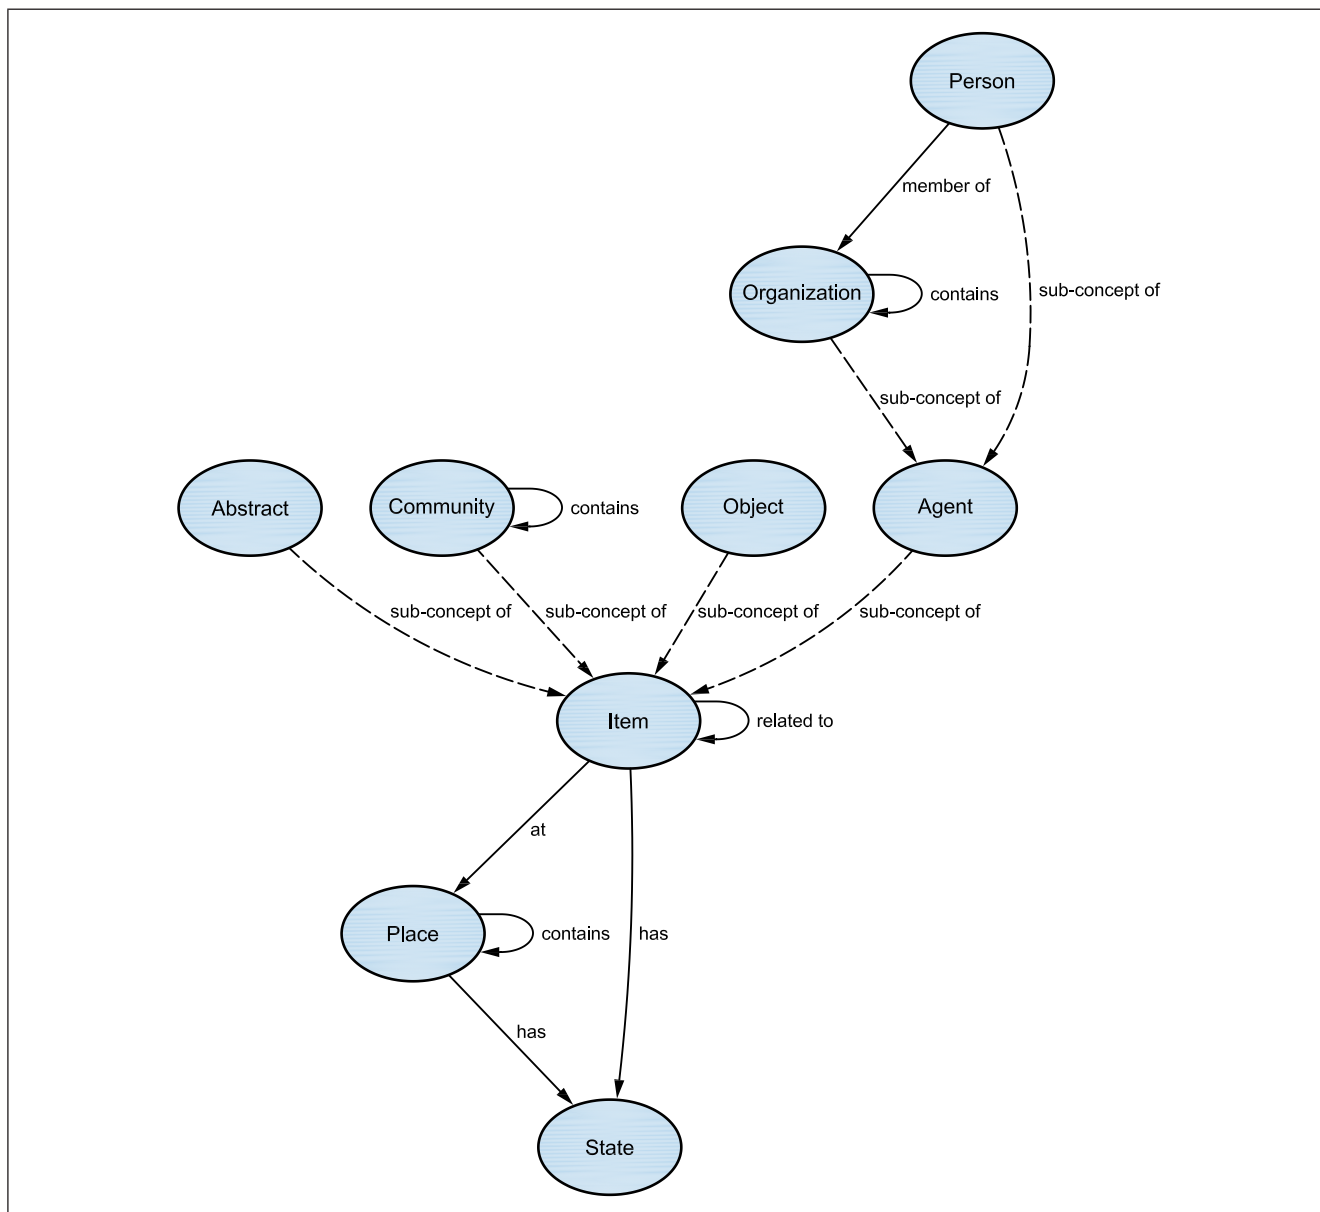 Person
member of
Organization
contains
sub-concept of
sub-concept of
Abstract
Community
contains
Object
Agent
sub-concept of
sub-concept of
sub-concept of
sub-concept of
Item
related to
at
Place
contains
has
has
State